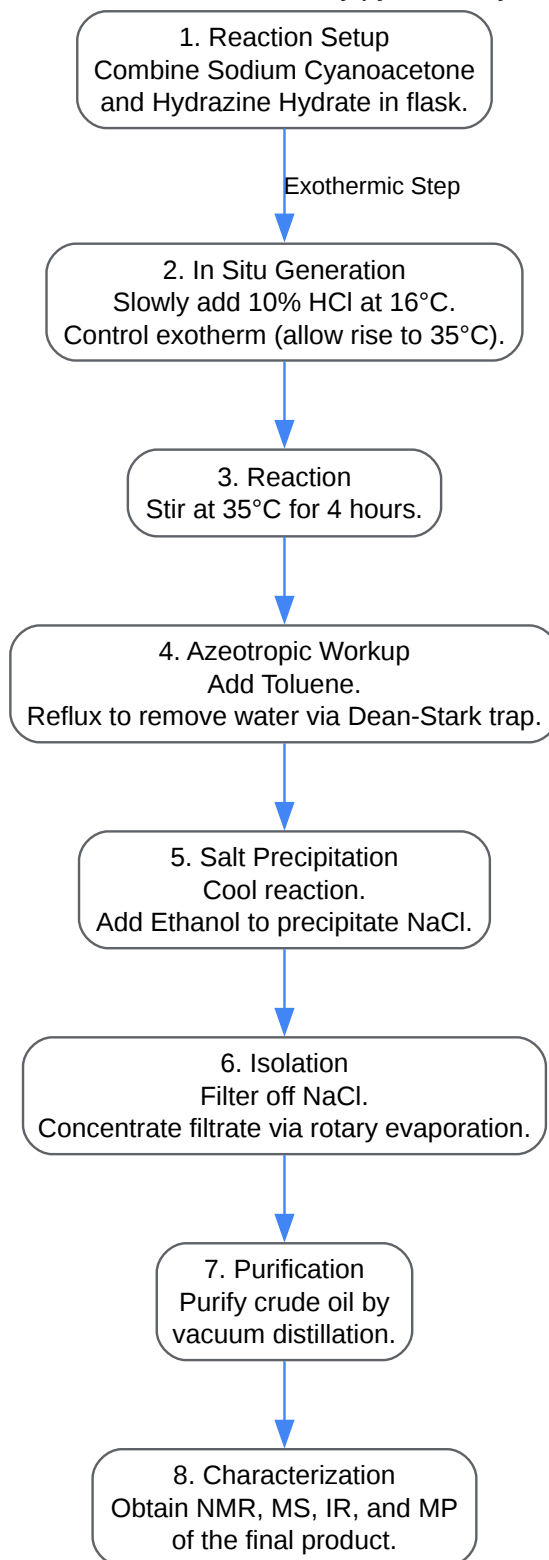 1. Reaction Setup
Combine Sodium Cyanoacetone
and Hydrazine Hydrate in flask.
Exothermic Step
2. In Situ Generation
Slowly add 10% HCl at 16°C.
Control exotherm (allow rise to 35°C).
3. Reaction
Stir at 35°C for 4 hours.
4. Azeotropic Workup
Add Toluene.
Reflux to remove water via Dean-Stark trap.
5. Salt Precipitation
Cool reaction.
Add Ethanol to precipitate NaCl.
6. Isolation
Filter off NaCl.
Concentrate filtrate via rotary evaporation.
7. Purification
Purify crude oil by
vacuum distillation.
8. Characterization
Obtain NMR, MS, IR, and MP
of the final product.